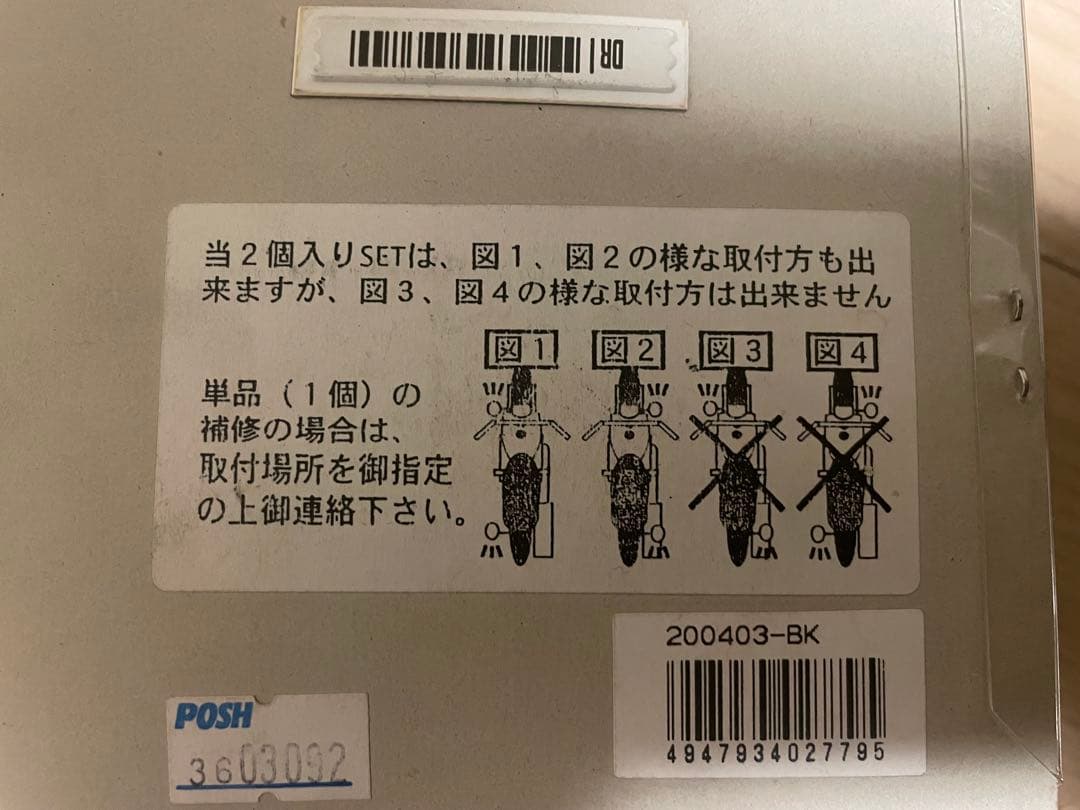 DR
当２個入りSETは、図１、図２の様な取付方も出
来ますが、図３、図４の様な取付方は出来ません
図１ 図２ 図３ 図４
単品（１個）の
補修の場合は、
取付場所を御指定
の上御連絡下さい。
200403-BK
4947934027795
POSH
3603092